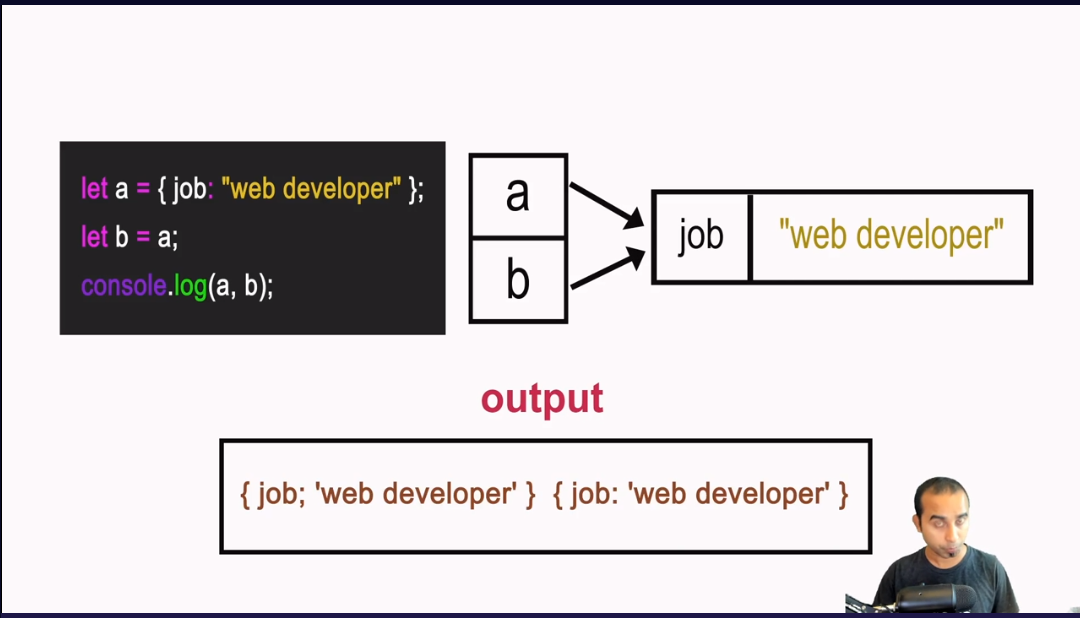 let a = { job: "web developer" };
let b = a;
console.log(a, b);
a
b
job "web developer"
output
{ job; 'web developer' } { job: 'web developer' }